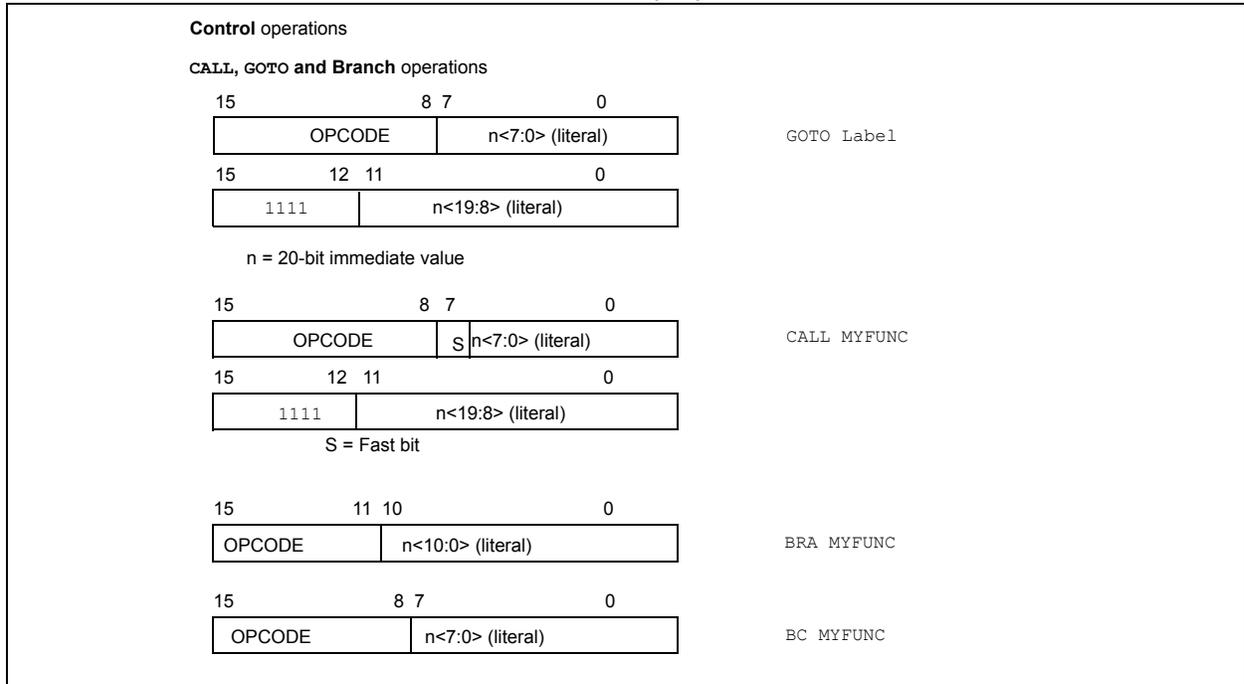 Control operations
CALL, GOTO and Branch operations
15 8 7 0
OPCODE n<7:0> (literal) GOTO Label
15 12 11 0
1111 n<19:8> (literal)
n = 20-bit immediate value
15 8 7 0
OPCODE S n<7:0> (literal) CALL MYFUNC
15 12 11 0
1111 n<19:8> (literal)
S = Fast bit
15 11 10 0
OPCODE n<10:0> (literal) BRA MYFUNC
15 8 7 0
OPCODE n<7:0> (literal) BC MYFUNC